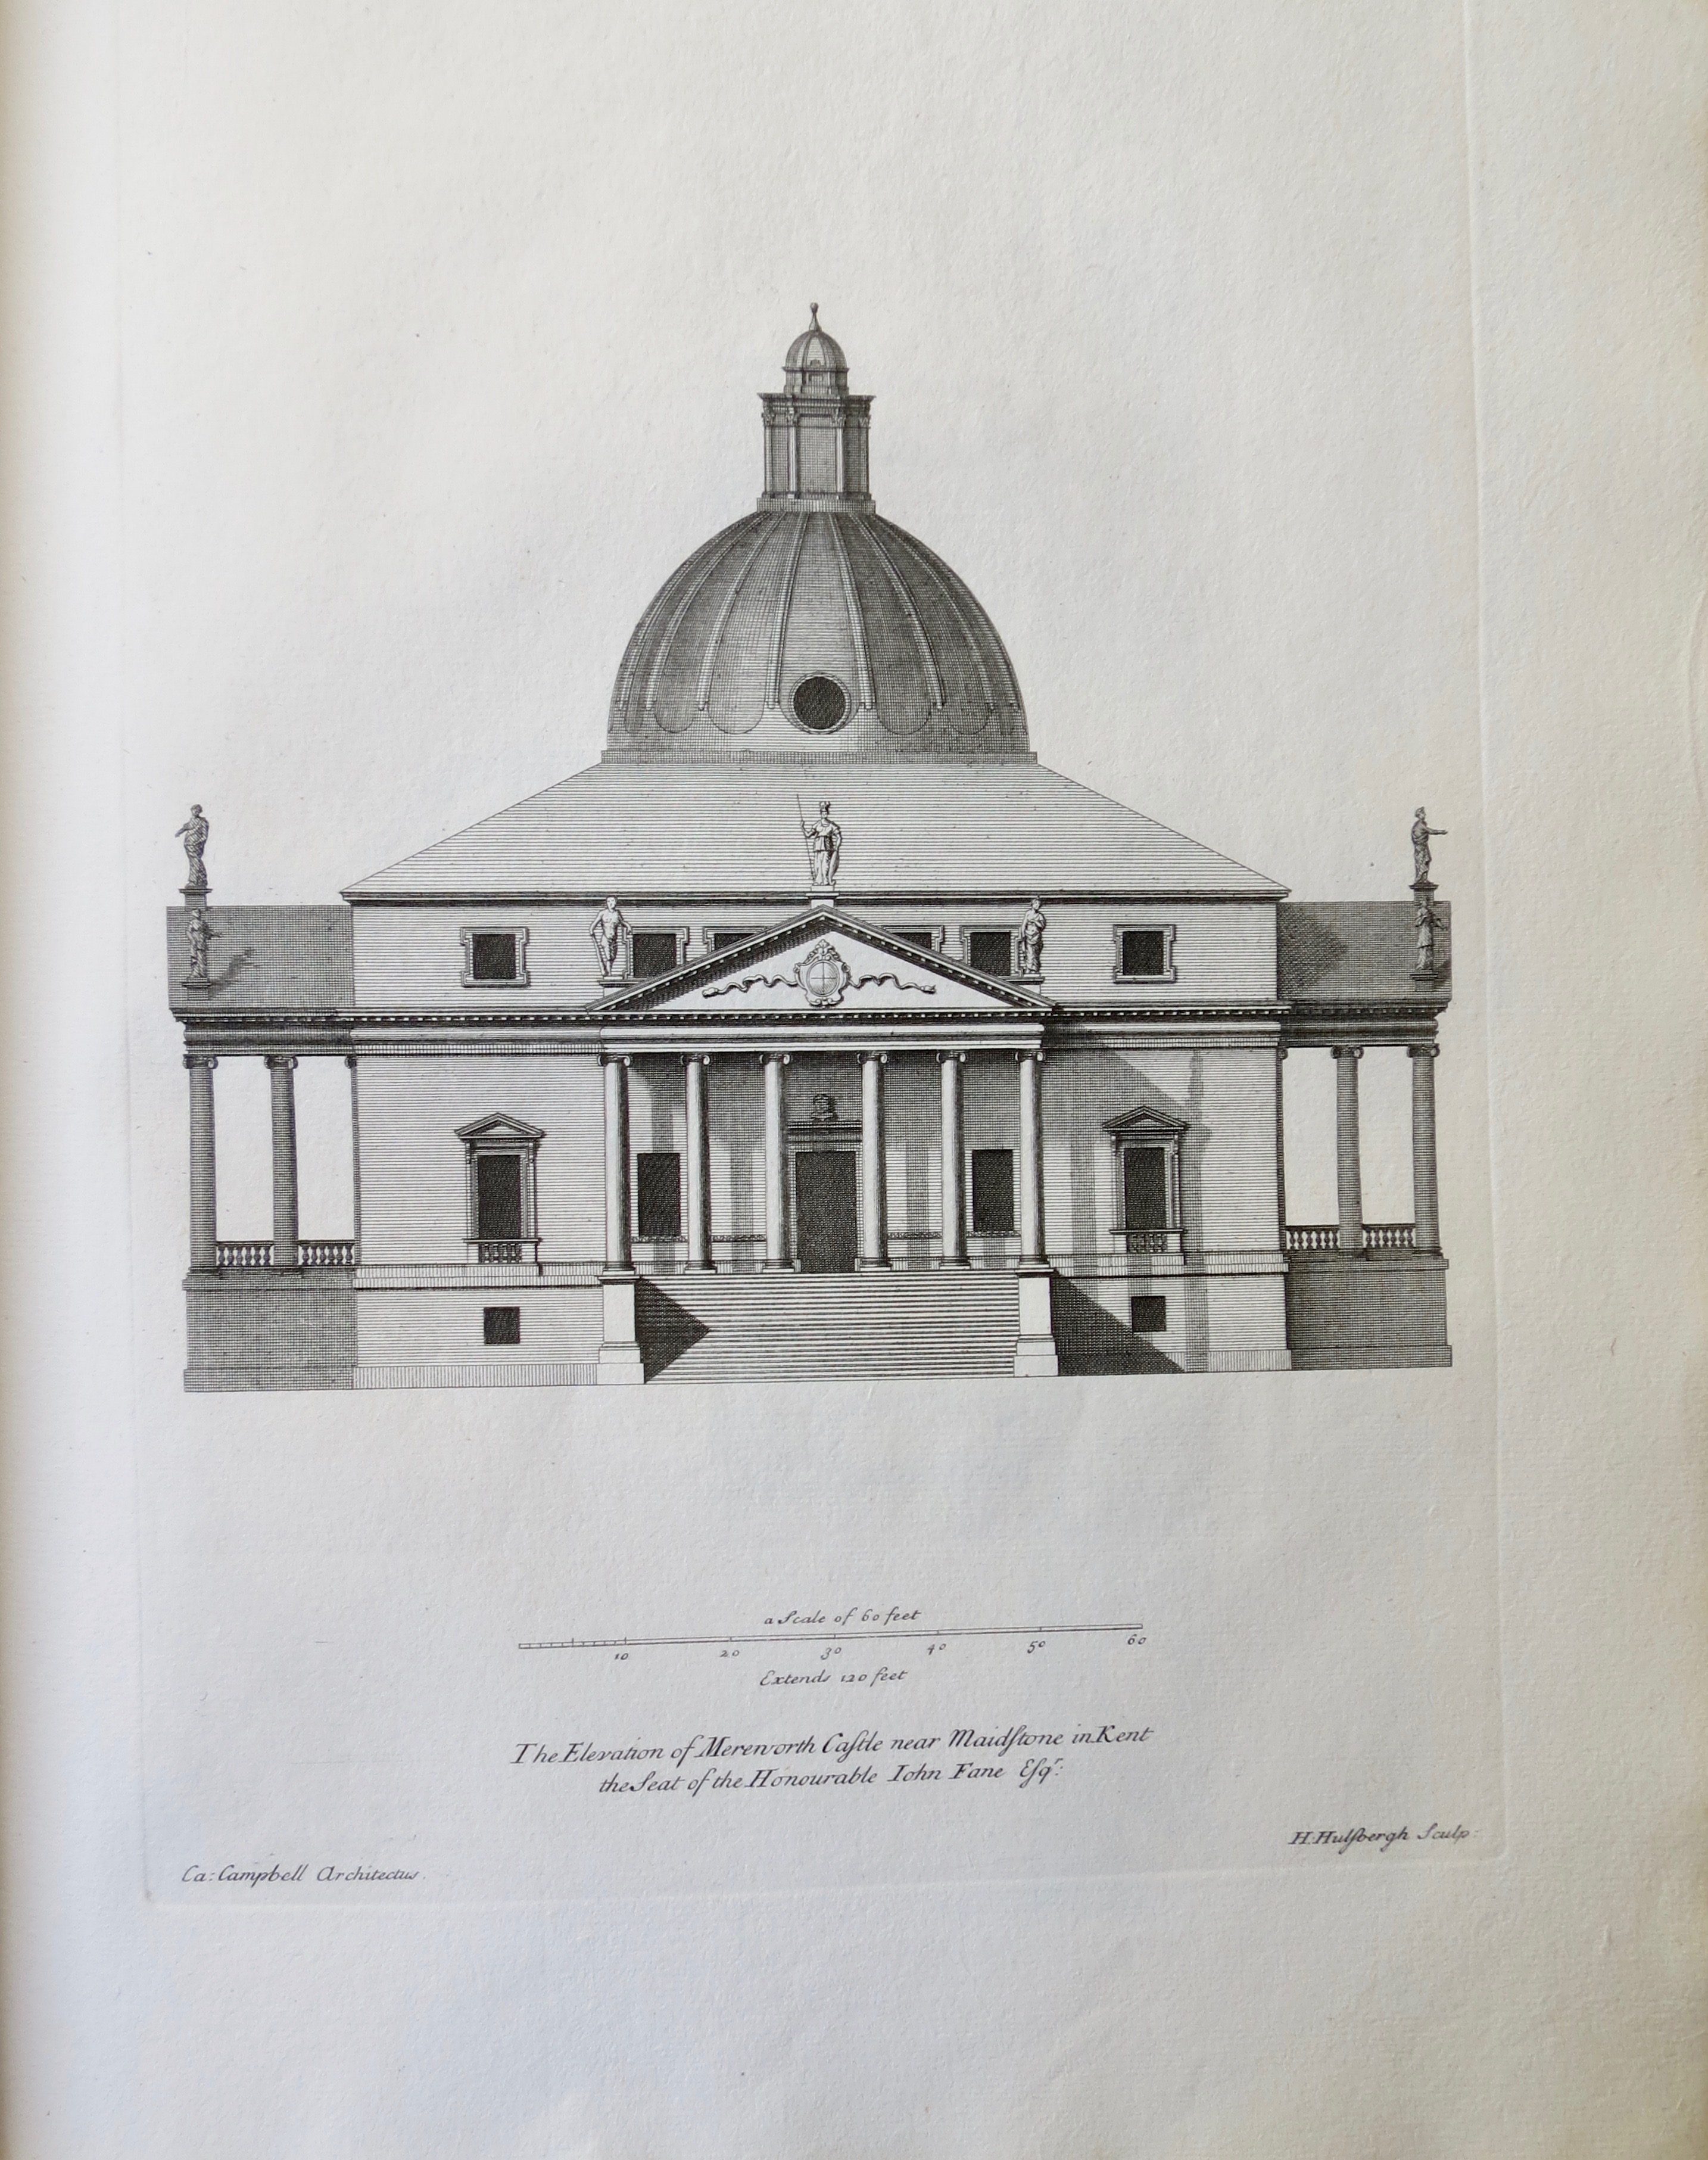 a Scale of 60 feet
10 20 30 40 50 60
Extends 120 feet
The Elevation of Mereworth Caſtle near Maidſtone in Kent
the Seat of the Honourable Iohn Fane Eſqr:
H: Hulſbergh Sculp:
Ca: Campbell Architectus.